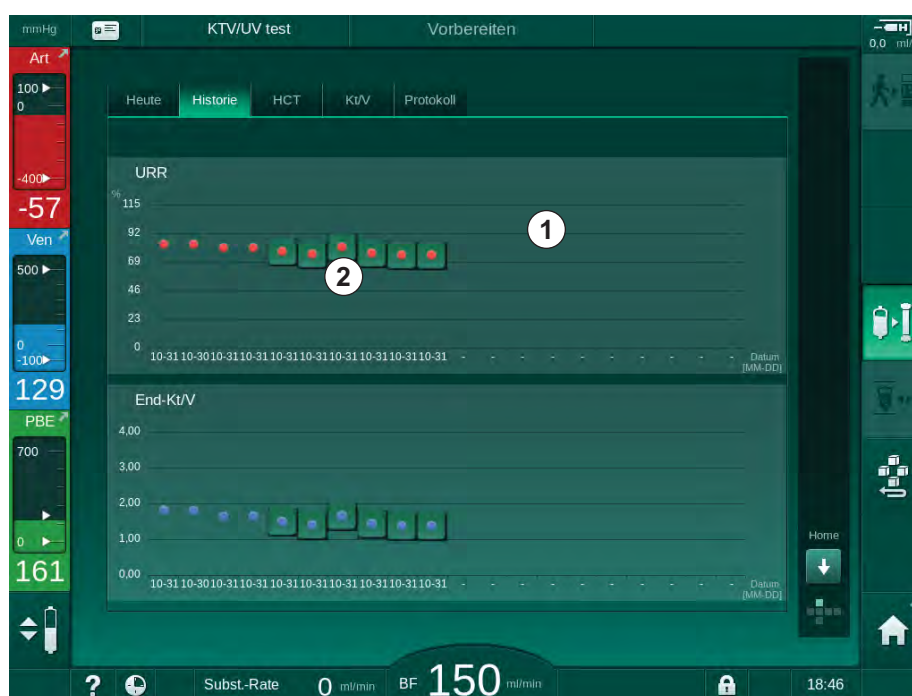 mmHg
KTV/UV test
Vorbereiten
0,0 ml/
Art
100
0
-400
-57
Ven
500
0
-100
129
PBE
700
0
161
Heute
Historie
HCT
Kt/V
Protokoll
URR
%
115
92
69
46
23
0
1
2
10-31 10-30 10-31 10-31 10-31 10-31 10-31 10-31 10-31 10-31 - - - - - - - - - Datum
[MM-DD]
End-Kt/V
4,00
3,00
2,00
1,00
0,00
10-31 10-30 10-31 10-31 10-31 10-31 10-31 10-31 10-31 10-31 - - - - - - - - - Datum
[MM-DD]
Home
? Subst.-Rate 0 ml/min BF 150 ml/min 18:46